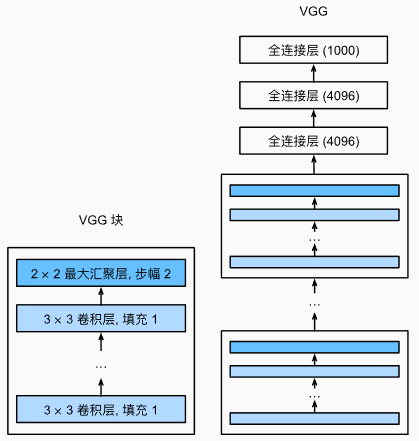 VGG 块
2 × 2 最大汇聚层, 步幅 2
3 × 3 卷积层, 填充 1
...
3 × 3 卷积层, 填充 1
VGG
全连接层 (1000)
全连接层 (4096)
全连接层 (4096)
...
...
...